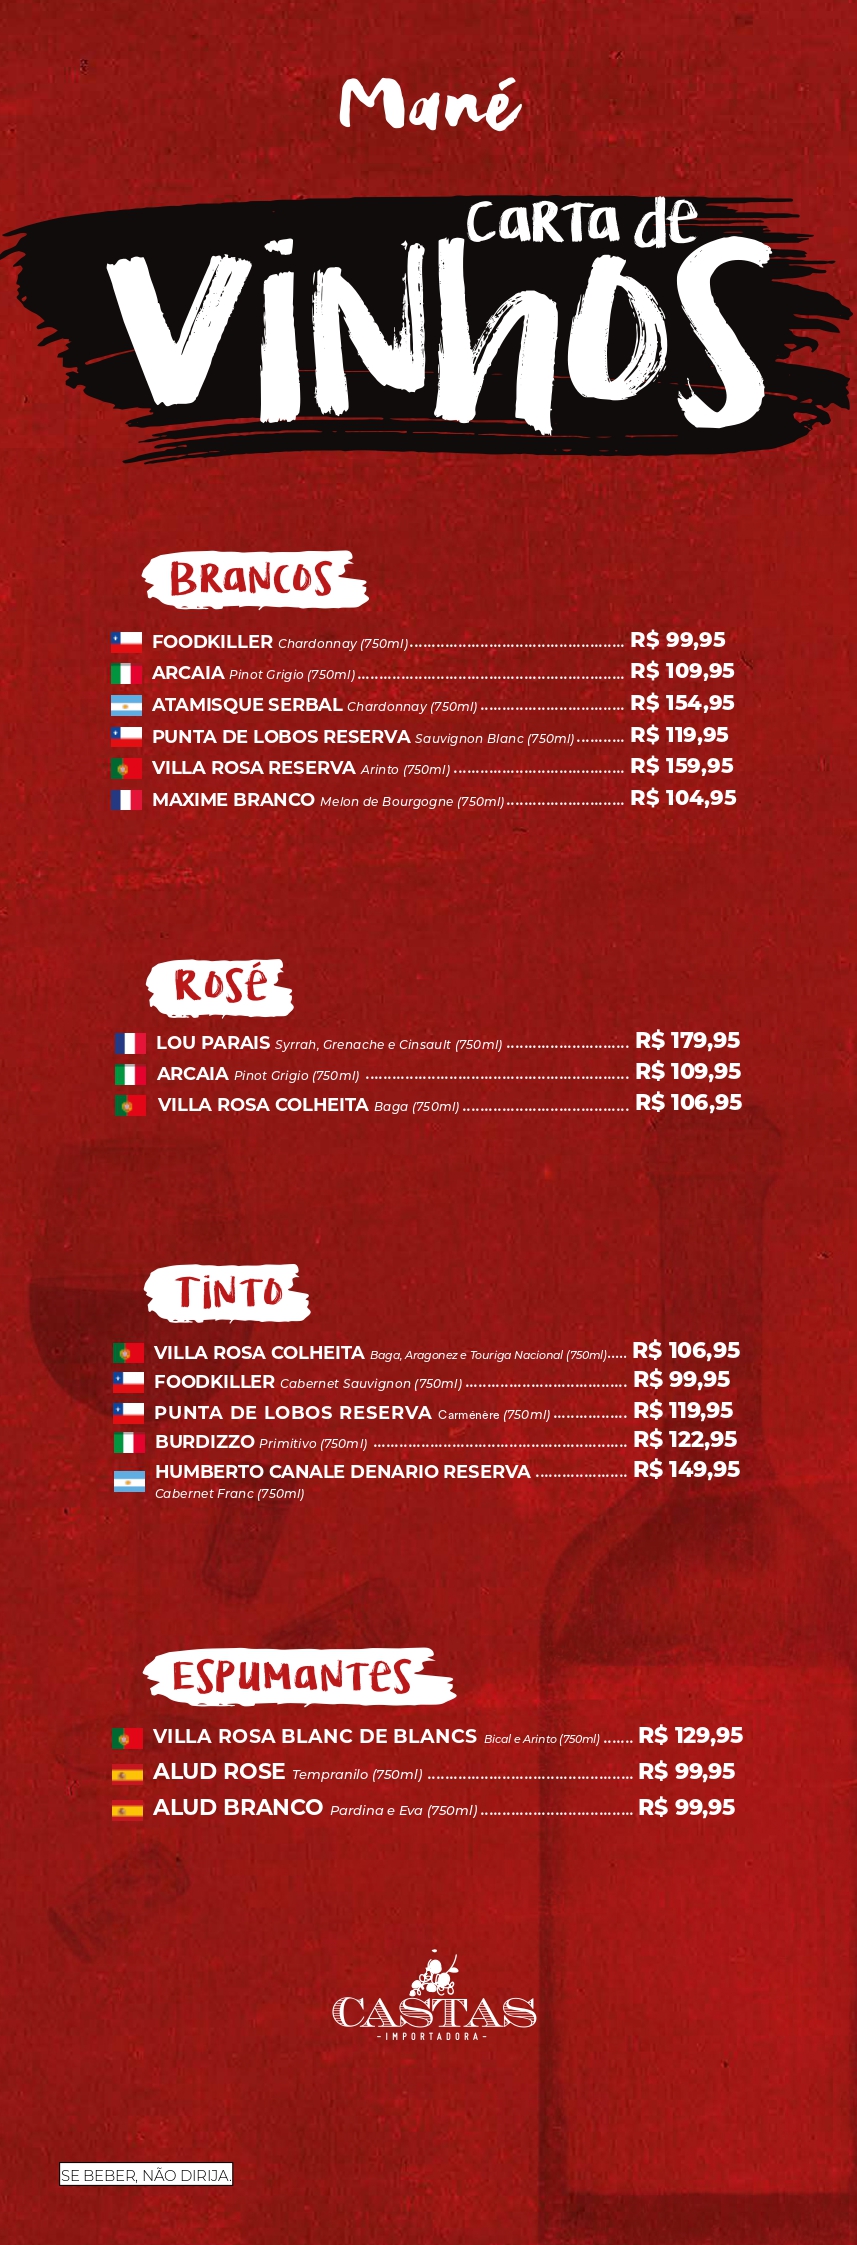 Mané
CARTA de
VINHOS
BRANCOS
FOODKILLER Chardonnay (750ml) R$ 99,95
ARCAIA Pinot Grigio (750ml) R$ 109,95
ATAMISQUE SERBAL Chardonnay (750ml) R$ 154,95
PUNTA DE LOBOS RESERVA Sauvignon Blanc (750ml) R$ 119,95
VILLA ROSA RESERVA Arinto (750ml) R$ 159,95
MAXIME BRANCO Melon de Bourgogne (750ml) R$ 104,95
ROSÉ
LOU PARAIS Syrrah, Grenache e Cinsault (750ml) R$ 179,95
ARCAIA Pinot Grigio (750ml) R$ 109,95
VILLA ROSA COLHEITA Baga (750ml) R$ 106,95
TINTO
VILLA ROSA COLHEITA Baga, Aragonez e Touriga Nacional (750ml) R$ 106,95
FOODKILLER Cabernet Sauvignon (750ml) R$ 99,95
PUNTA DE LOBOS RESERVA Carménère (750ml) R$ 119,95
BURDIZZO Primitivo (750ml) R$ 122,95
HUMBERTO CANALE DENARIO RESERVA R$ 149,95
Cabernet Franc (750ml)
ESPUMANTES
VILLA ROSA BLANC DE BLANCS Bical e Arinto (750ml) R$ 129,95
ALUD ROSE Tempranilo (750ml) R$ 99,95
ALUD BRANCO Pardina e Eva (750ml) R$ 99,95
CASTAS
-IMPORTADORA-
SE BEBER, NÃO DIRIJA.